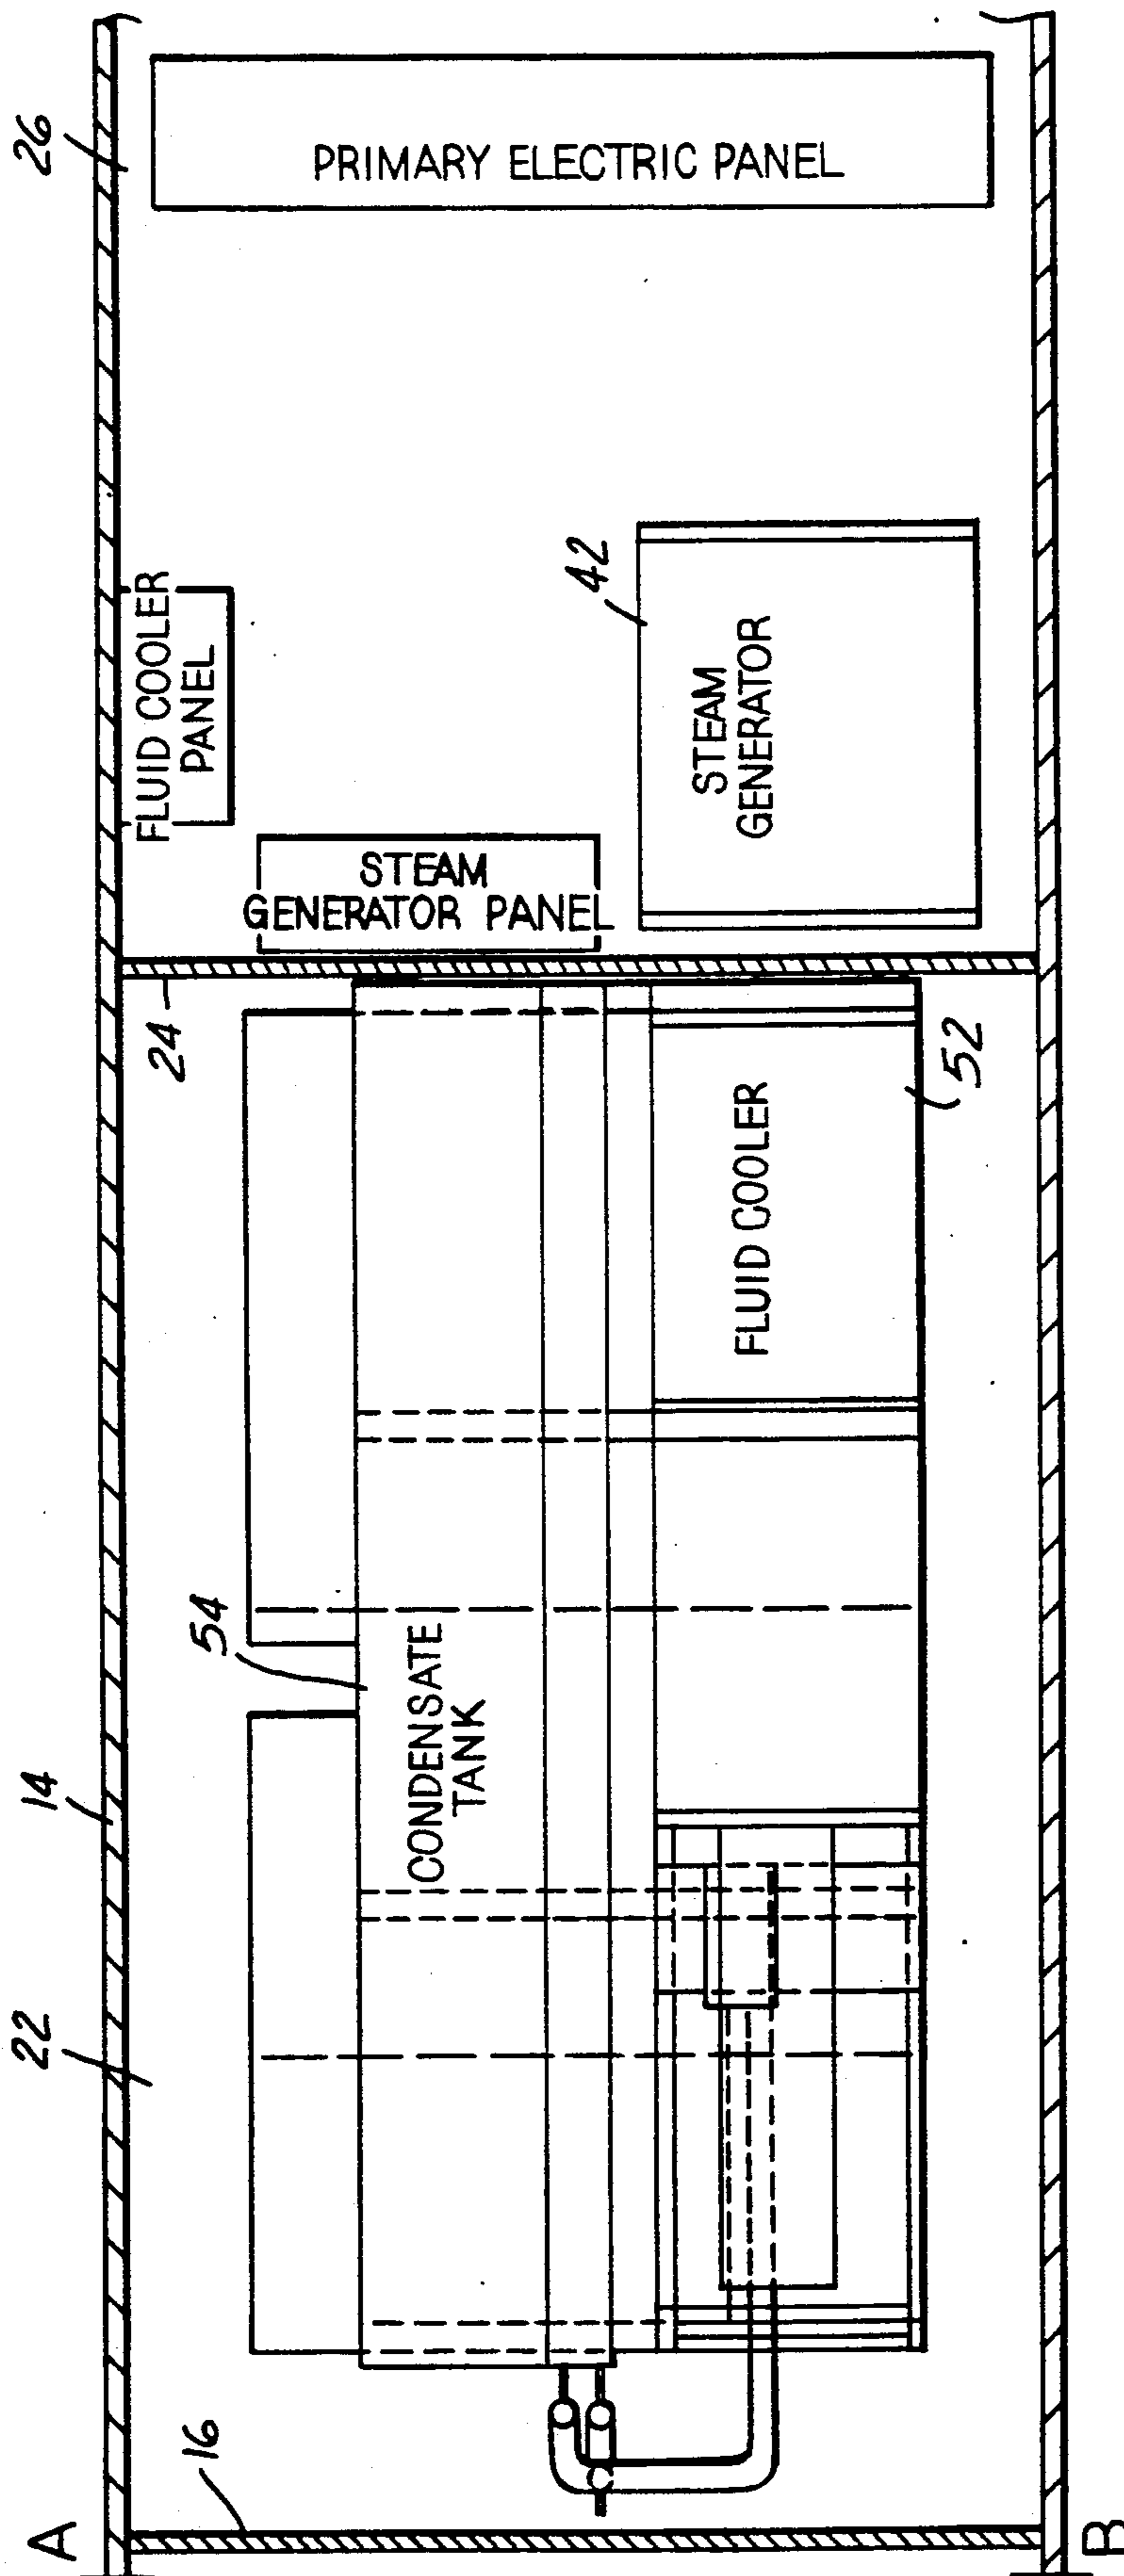 26
PRIMARY ELECTRIC PANEL
FLUID COOLER
PANEL
42
STEAM
GENERATOR
STEAM
GENERATOR PANEL
24
52
FLUID COOLER
54
CONDENSATE
TANK
14
22
16
A
B